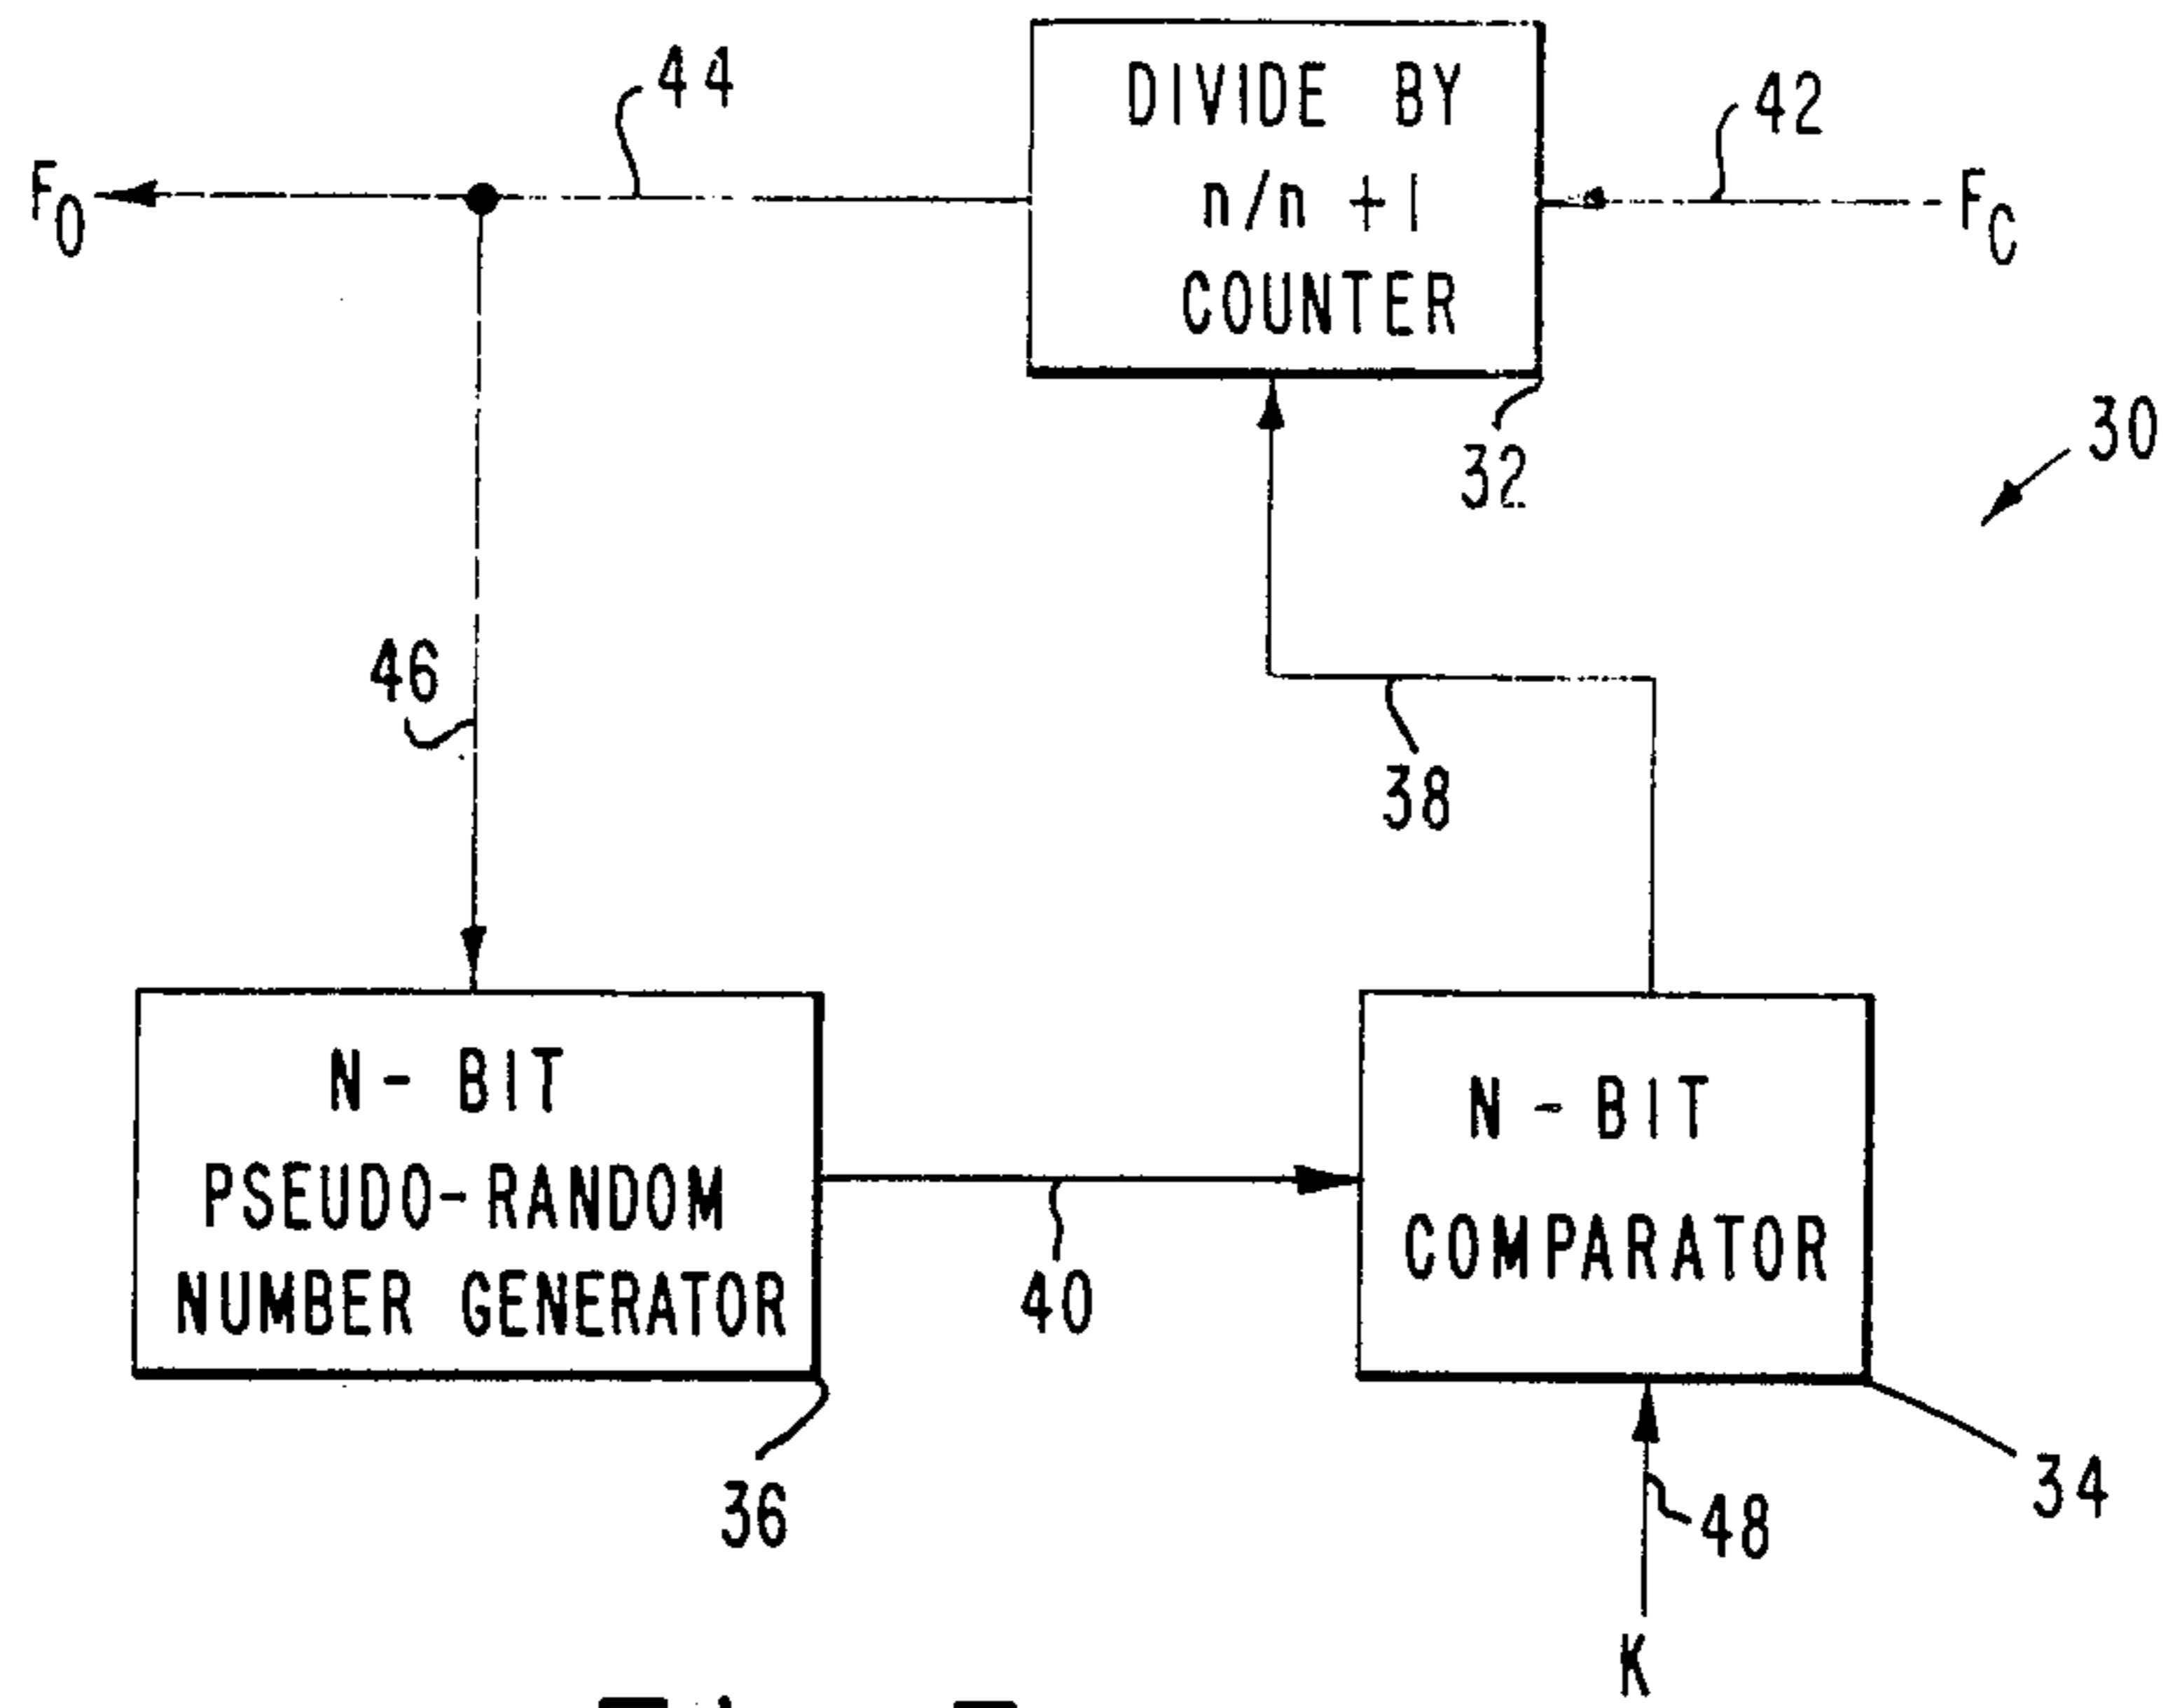 44
DIVIDE BY
n/n +1
COUNTER
42
FO
FC
30
32
46
38
N- BIT
PSEUDO-RANDOM
NUMBER GENERATOR
N-BIT
COMPARATOR
40
36
34
48
K